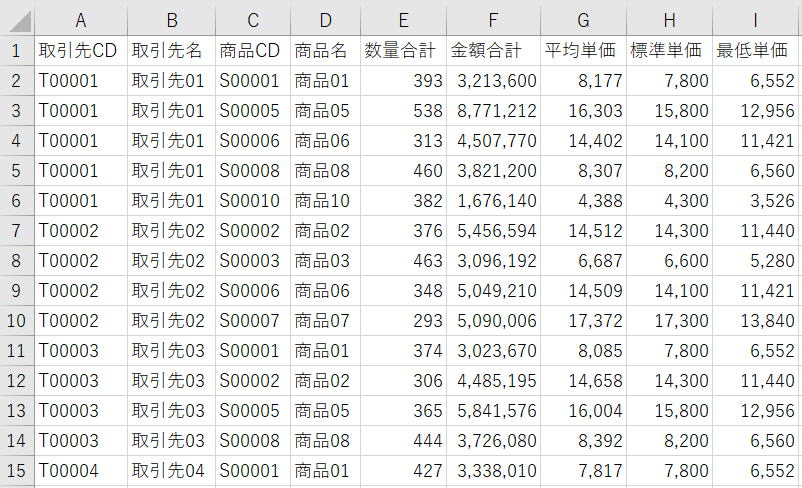 A B C D E F G H I
1 取引先CD 取引先名 商品CD 商品名 数量合計 金額合計 平均単価 標準単価 最低単価
2 T00001 取引先01 S00001 商品01 393 3,213,600 8,177 7,800 6,552
3 T00001 取引先01 S00005 商品05 538 8,771,212 16,303 15,800 12,956
4 T00001 取引先01 S00006 商品06 313 4,507,770 14,402 14,100 11,421
5 T00001 取引先01 S00008 商品08 460 3,821,200 8,307 8,200 6,560
6 T00001 取引先01 S00010 商品10 382 1,676,140 4,388 4,300 3,526
7 T00002 取引先02 S00002 商品02 376 5,456,594 14,512 14,300 11,440
8 T00002 取引先02 S00003 商品03 463 3,096,192 6,687 6,600 5,280
9 T00002 取引先02 S00006 商品06 348 5,049,210 14,509 14,100 11,421
10 T00002 取引先02 S00007 商品07 293 5,090,006 17,372 17,300 13,840
11 T00003 取引先03 S00001 商品01 374 3,023,670 8,085 7,800 6,552
12 T00003 取引先03 S00002 商品02 306 4,485,195 14,658 14,300 11,440
13 T00003 取引先03 S00005 商品05 365 5,841,576 16,004 15,800 12,956
14 T00003 取引先03 S00008 商品08 444 3,726,080 8,392 8,200 6,560
15 T00004 取引先04 S00001 商品01 427 3,338,010 7,817 7,800 6,552